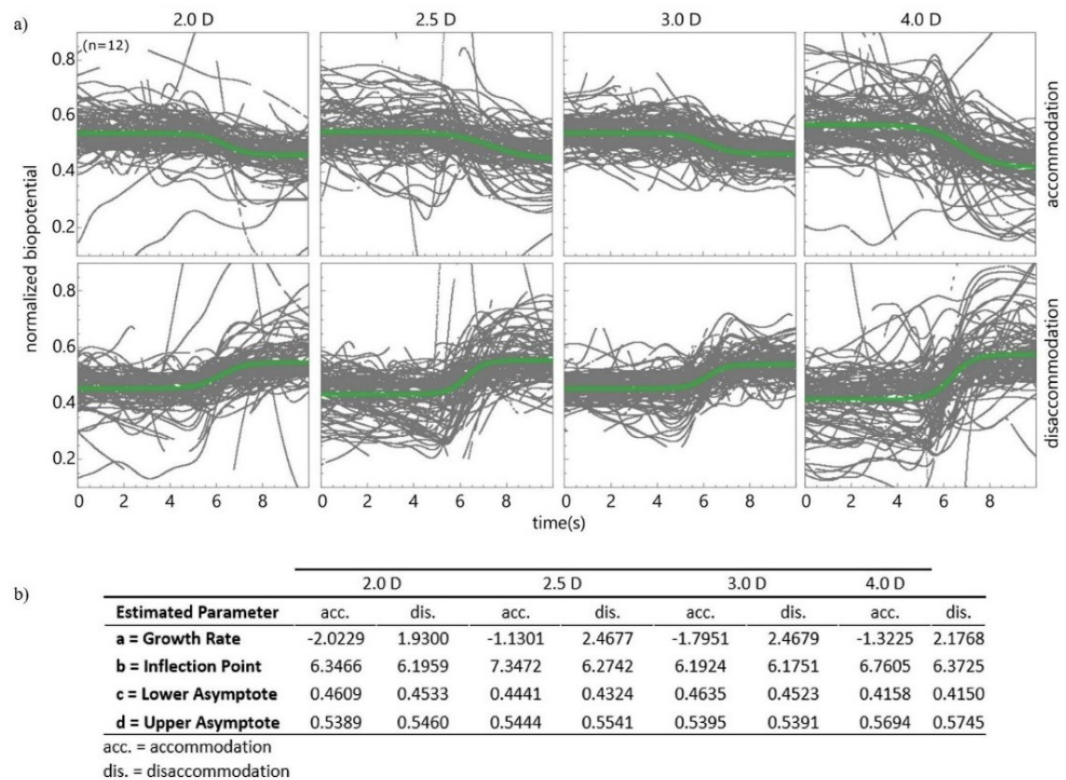 a)
2.0 D 2.5 D 3.0 D 4.0 D
(n=12)
0.8
0.6
0.4
0.2
accommodation
normalized biopotential
0.8
0.6
0.4
0.2
disaccommodation
0 2 4 6 8 0 2 4 6 8 0 2 4 6 8 0 2 4 6 8
time(s)
b)
2.0 D 2.5 D 3.0 D 4.0 D
Estimated Parameter acc. dis. acc. dis. acc. dis. acc. dis.
a = Growth Rate -2.0229 1.9300 -1.1301 2.4677 -1.7951 2.4679 -1.3225 2.1768
b = Inflection Point 6.3466 6.1959 7.3472 6.2742 6.1924 6.1751 6.7605 6.3725
c = Lower Asymptote 0.4609 0.4533 0.4441 0.4324 0.4635 0.4523 0.4158 0.4150
d = Upper Asymptote 0.5389 0.5460 0.5444 0.5541 0.5395 0.5391 0.5694 0.5745
acc. = accommodation
dis. = disaccommodation